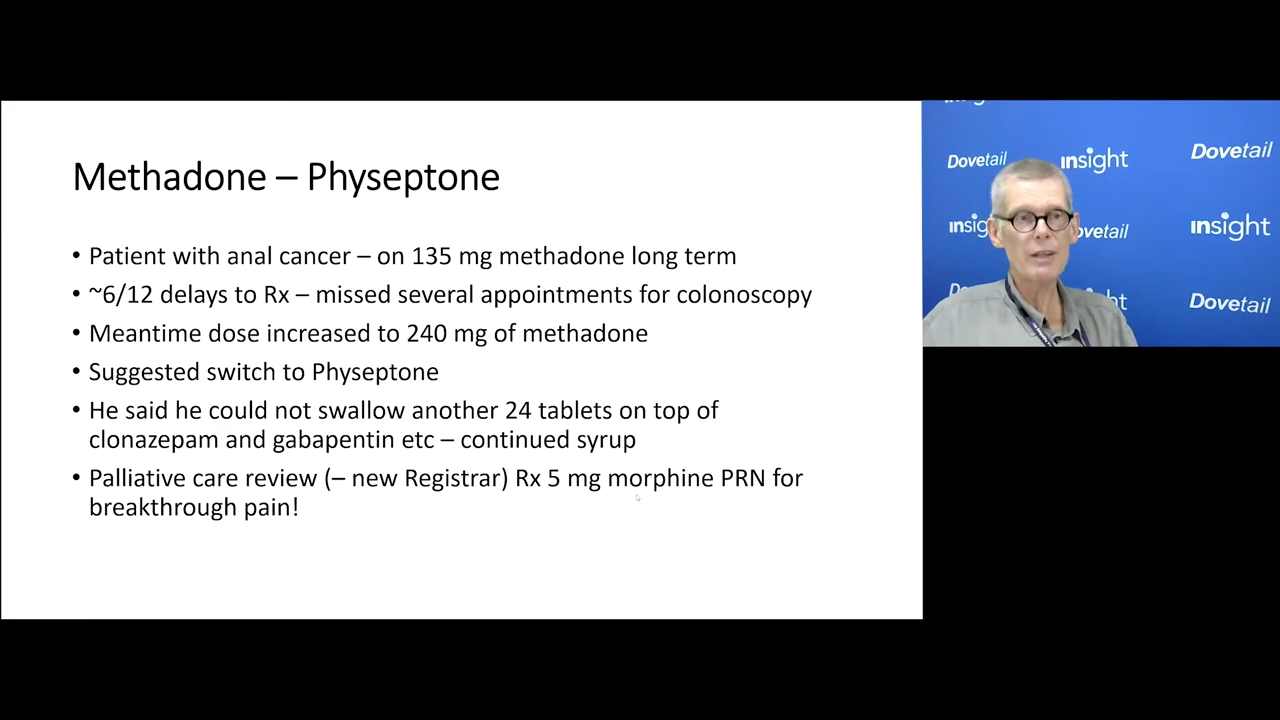 Methadone – Physeptone
• Patient with anal cancer – on 135 mg methadone long term
• ~6/12 delays to Rx – missed several appointments for colonoscopy
• Meantime dose increased to 240 mg of methadone
• Suggested switch to Physeptone
• He said he could not swallow another 24 tablets on top of
clonazepam and gabapentin etc – continued syrup
• Palliative care review (– new Registrar) Rx 5 mg morphine PRN for
breakthrough pain!
Dovetail
insight
Dovetail
insight
Dovetail